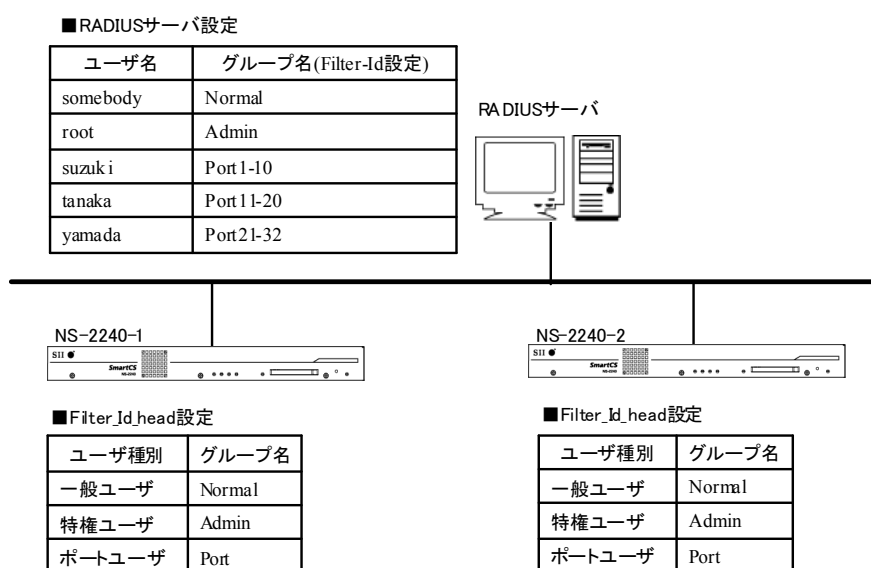 ■RADIUSサーバ設定
ユーザ名 グループ名(Filter-Id設定)
somebody Normal
root Admin
suzuki Port1-10
tanaka Port11-20
yamada Port21-32
RADIUSサーバ
NS-2240-1
SII
SmartCS
NS-2240
■Filter_Id_head設定
ユーザ種別 グループ名
一般ユーザ Normal
特権ユーザ Admin
ポートユーザ Port
NS-2240-2
SII
SmartCS
NS-2240
■Filter_Id_head設定
ユーザ種別 グループ名
一般ユーザ Normal
特権ユーザ Admin
ポートユーザ Port